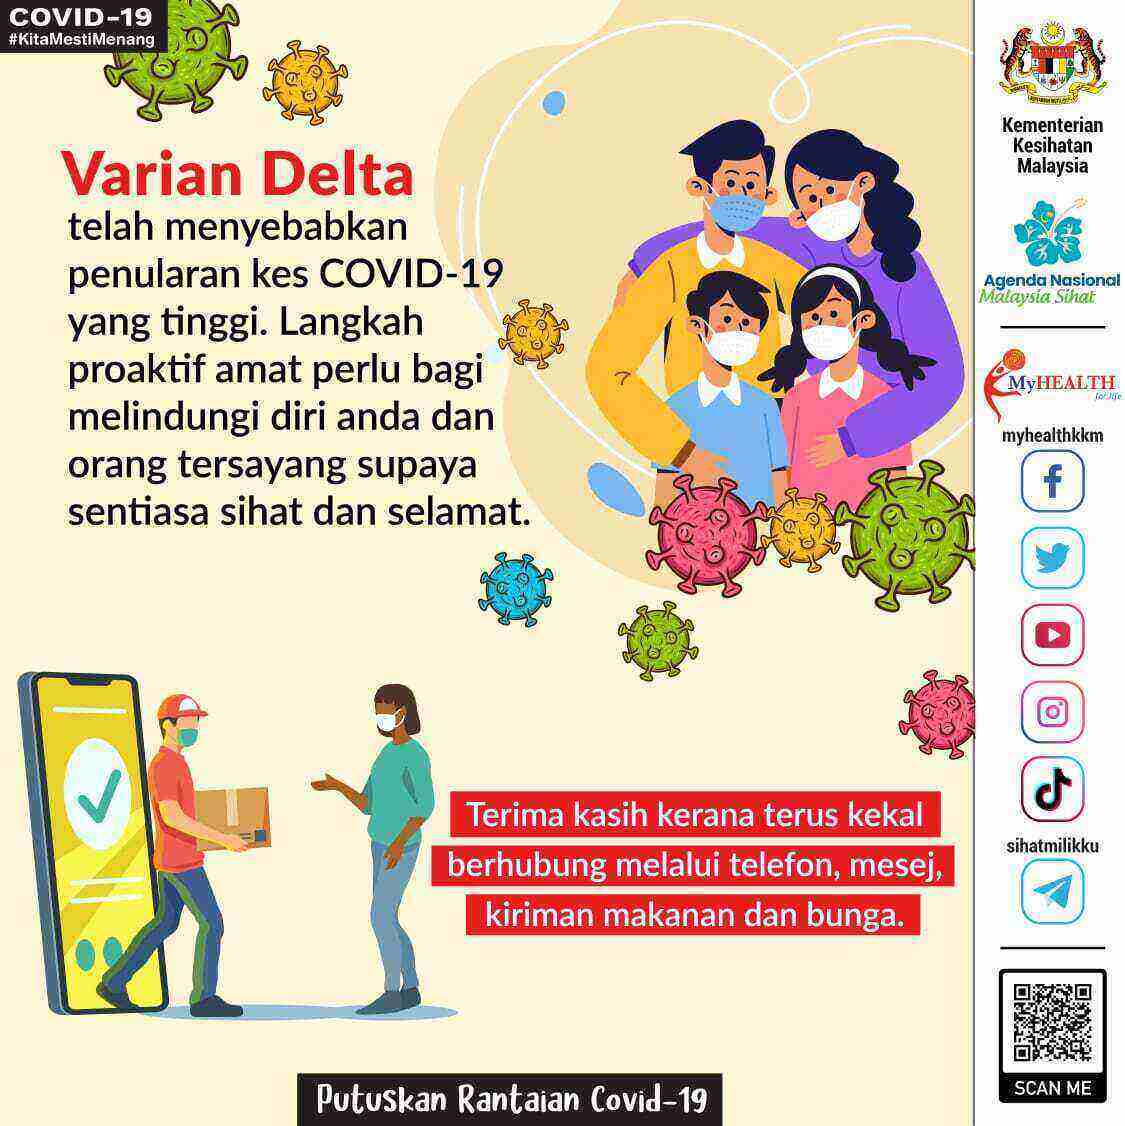 COVID-19
#KitaMestiMenang
Varian Delta
telah menyebabkan
penularan kes COVID-19
yang tinggi. Langkah
proaktif amat perlu bagi
melindungi diri anda dan
orang tersayang supaya
sentiasa sihat dan selamat.
Terima kasih kerana terus kekal
berhubung melalui telefon, mesej,
kiriman makanan dan bunga.
Putuskan Rantaian Covid-19
Kementerian
Kesihatan
Malaysia
Agenda Nasional
Malaysia Sihat
MyHEALTH
for life
myhealthkkm
sihatmilikku
SCAN ME